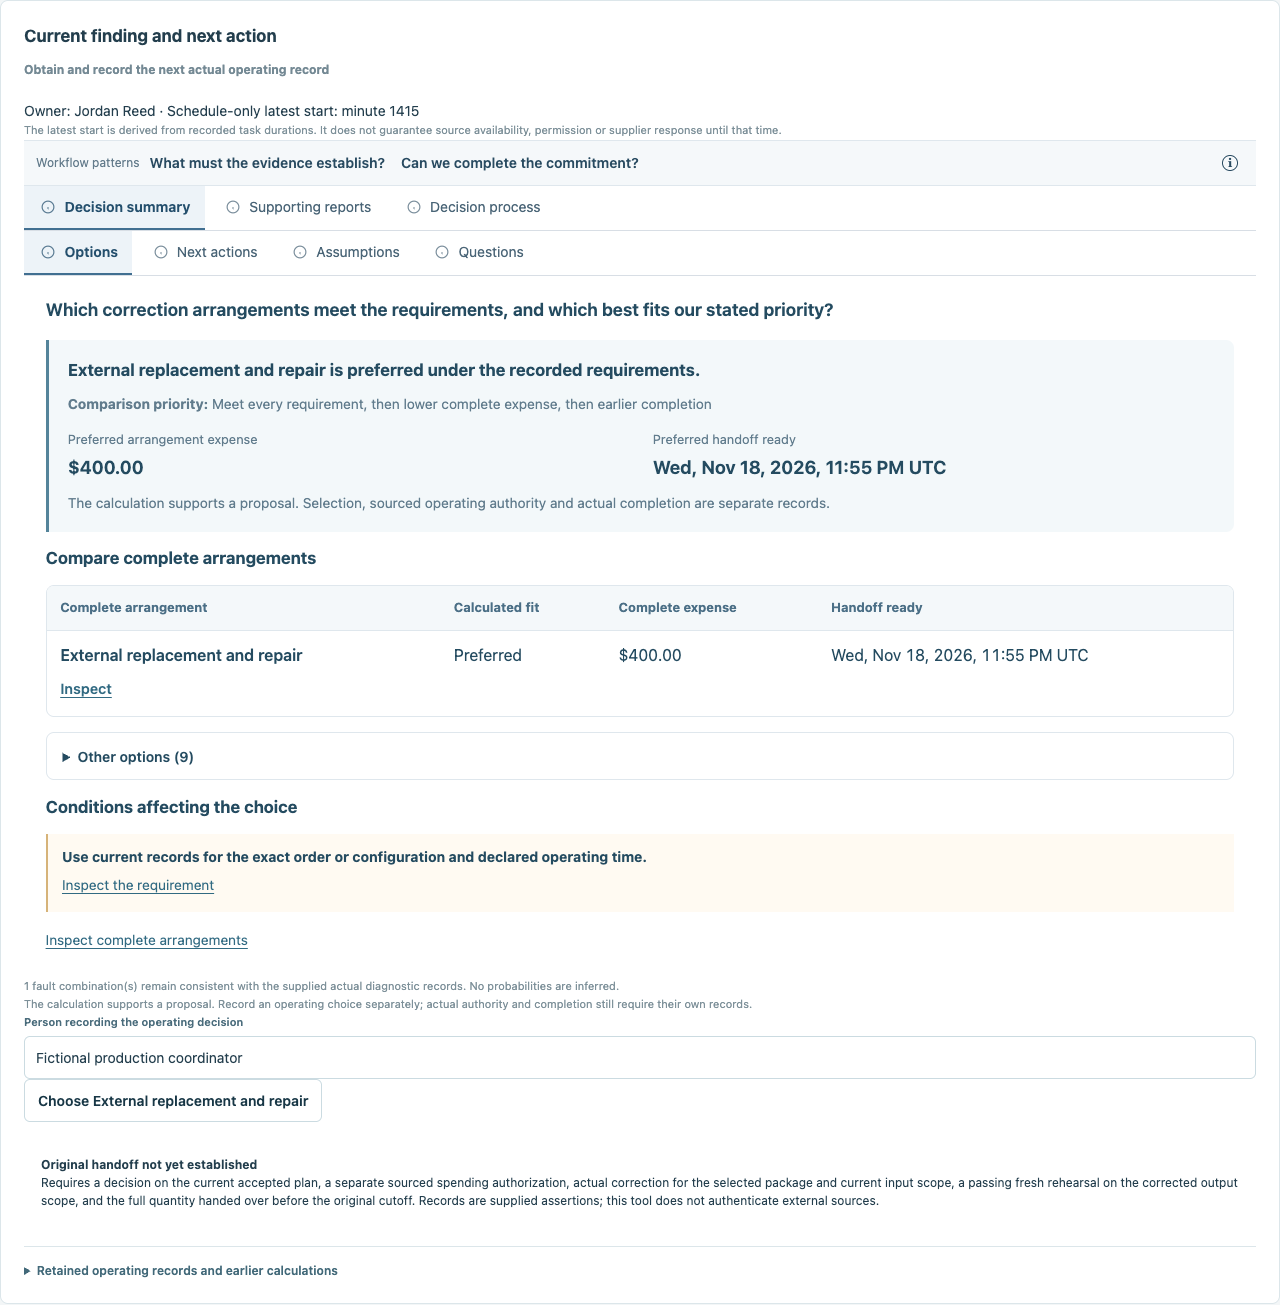 Current finding and next action
Obtain and record the next actual operating record
Owner: Jordan Reed · Schedule-only latest start: minute 1415
The latest start is derived from recorded task durations. It does not guarantee source availability, permission or supplier response until that time.
Workflow patterns What must the evidence establish? Can we complete the commitment?
Decision summary Supporting reports Decision process
Options Next actions Assumptions Questions
Which correction arrangements meet the requirements, and which best fits our stated priority?
External replacement and repair is preferred under the recorded requirements.
Comparison priority: Meet every requirement, then lower complete expense, then earlier completion
Preferred arrangement expense Preferred handoff ready
$400.00 Wed, Nov 18, 2026, 11:55 PM UTC
The calculation supports a proposal. Selection, sourced operating authority and actual completion are separate records.
Compare complete arrangements
Complete arrangement Calculated fit Complete expense Handoff ready
External replacement and repair Preferred $400.00 Wed, Nov 18, 2026, 11:55 PM UTC
Inspect
Other options (9)
Conditions affecting the choice
Use current records for the exact order or configuration and declared operating time.
Inspect the requirement
Inspect complete arrangements
1 fault combination(s) remain consistent with the supplied actual diagnostic records. No probabilities are inferred.
The calculation supports a proposal. Record an operating choice separately; actual authority and completion still require their own records.
Person recording the operating decision
Fictional production coordinator
Choose External replacement and repair
Original handoff not yet established
Requires a decision on the current accepted plan, a separate sourced spending authorization, actual correction for the selected package and current input scope, a passing fresh rehearsal on the corrected output
scope, and the full quantity handed over before the original cutoff. Records are supplied assertions; this tool does not authenticate external sources.
Retained operating records and earlier calculations